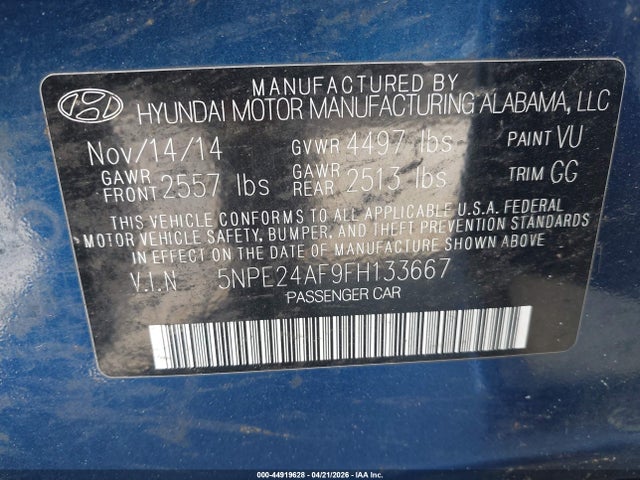 MANUFACTURED BY
HYUNDAI MOTOR MANUFACTURING ALABAMA, LLC
Nov/14/14 GVWR 4497 lbs PAINT VU
GAWR FRONT 2557 lbs GAWR REAR 2513 lbs TRIM GG
THIS VEHICLE CONFORMS TO ALL APPLICABLE U.S.A. FEDERAL
MOTOR VEHICLE SAFETY, BUMPER, AND THEFT PREVENTION STANDARDS
IN EFFECT ON THE DATE OF MANUFACTURE SHOWN ABOVE.
V.I.N 5NPE24AF9FH133667
PASSENGER CAR
000-44919628 - 04/21/2026 - IAA Inc.